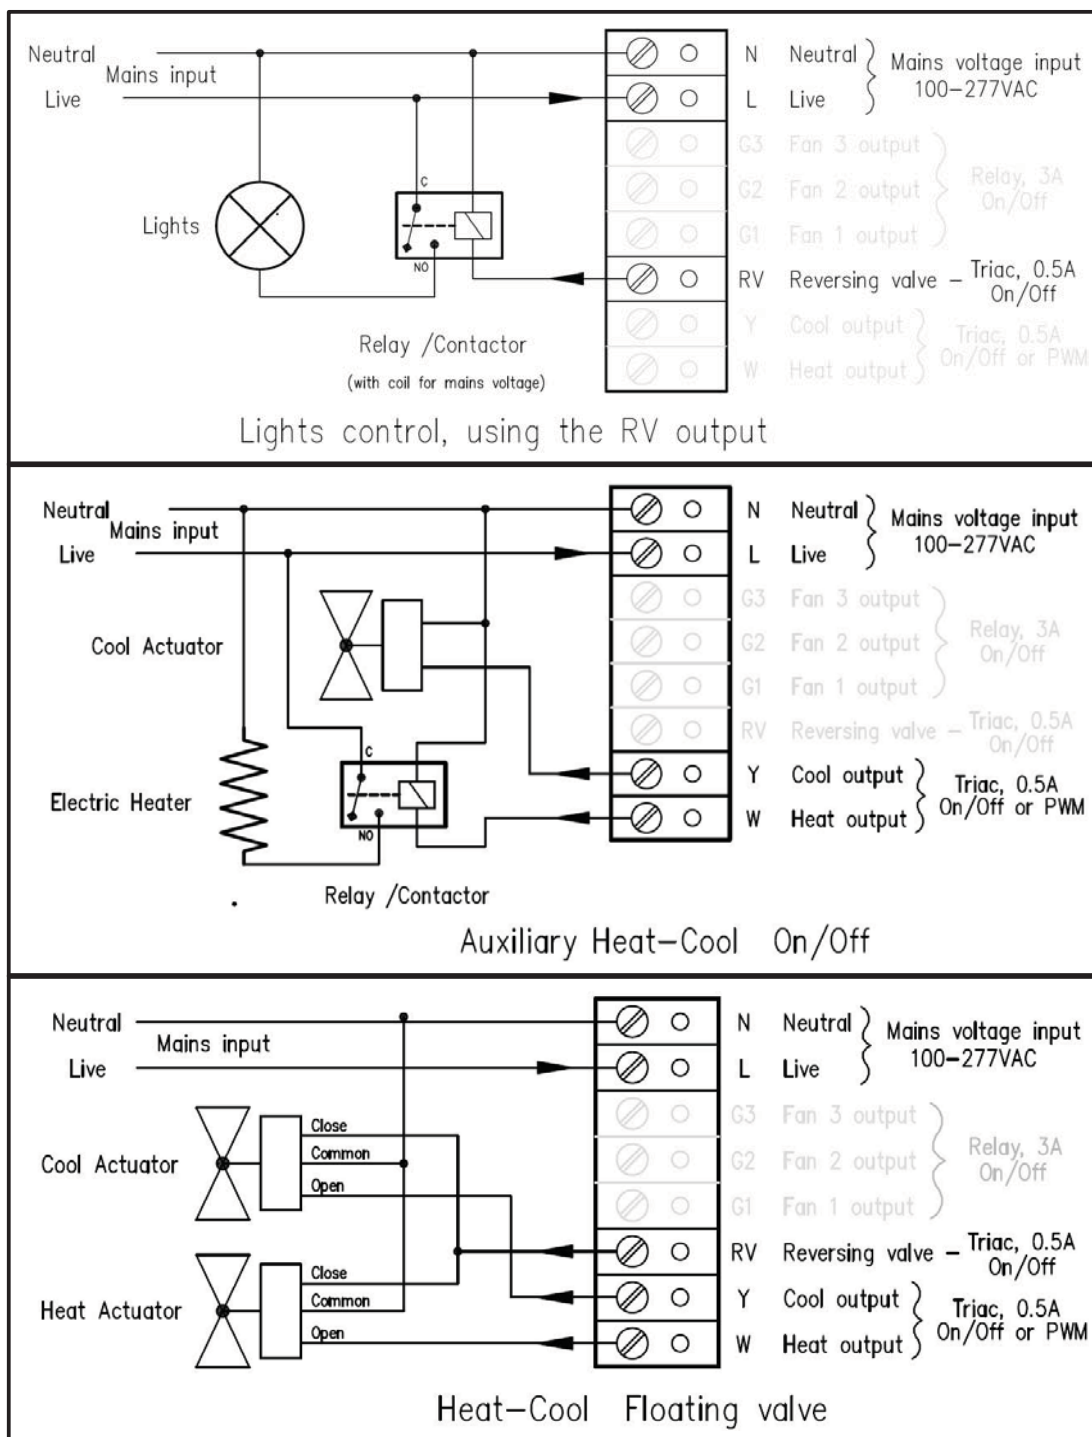 Neutral
Mains input
Live
N Neutral
L Live
Mains voltage input
100-277VAC
G3 Fan 3 output
G2 Fan 2 output
G1 Fan 1 output
Relay, 3A
On/Off
C
Lights
NO
RV Reversing valve – Triac, 0.5A
On/Off
Y Cool output
W Heat output
Triac, 0.5A
On/Off or PWM
Relay /Contactor
(with coil for mains voltage)
Lights control, using the RV output
Neutral
Mains input
Live
N Neutral
L Live
Mains voltage input
100-277VAC
G3 Fan 3 output
G2 Fan 2 output
G1 Fan 1 output
Relay, 3A
On/Off
Cool Actuator
RV Reversing valve – Triac, 0.5A
On/Off
C
Electric Heater
NO
Y Cool output
W Heat output
Triac, 0.5A
On/Off or PWM
Relay /Contactor
Auxiliary Heat-Cool On/Off
Neutral
Mains input
Live
N Neutral
L Live
Mains voltage input
100-277VAC
G3 Fan 3 output
G2 Fan 2 output
G1 Fan 1 output
Relay, 3A
On/Off
Cool Actuator
Close
Common
Open
RV Reversing valve – Triac, 0.5A
On/Off
Heat Actuator
Close
Common
Open
Y Cool output
W Heat output
Triac, 0.5A
On/Off or PWM
Heat-Cool Floating valve